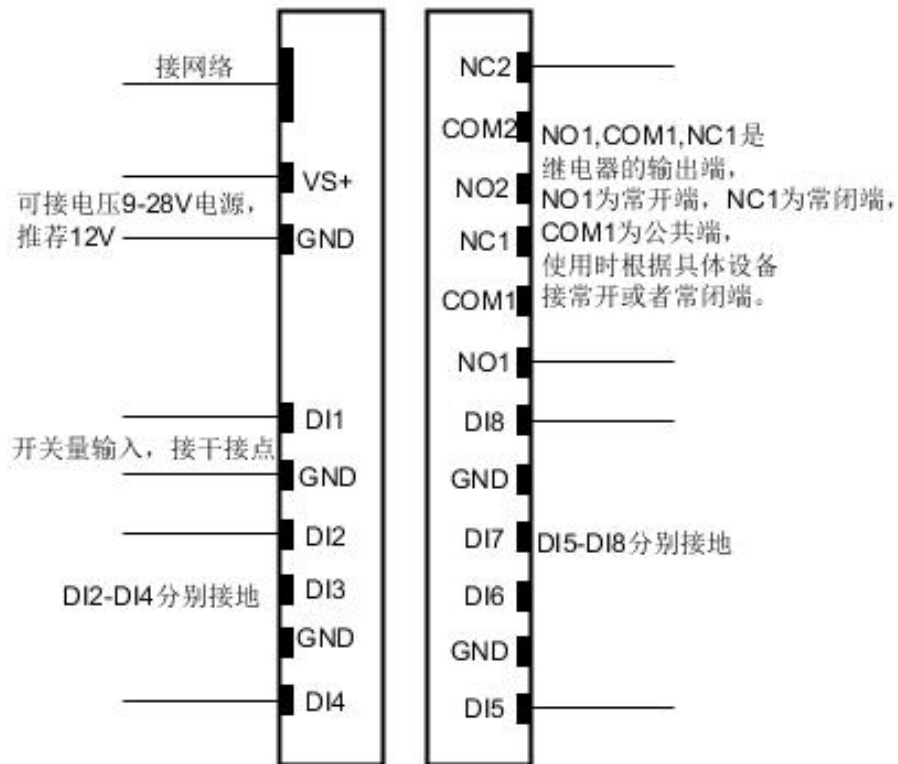 接网络
VS+
可接电压9-28V电源，
推荐12V
GND
DI1
开关量输入，接干接点
GND
DI2
DI3
DI2-DI4分别接地
GND
DI4
NC2
COM2
NO1,COM1,NC1是
继电器的输出端，
NO2
NO1为常开端，NC1为常闭端，
NC1
COM1为公共端，
使用时根据具体设备
COM1
接常开或者常闭端。
NO1
DI8
GND
DI7
DI5-DI8分别接地
DI6
GND
DI5